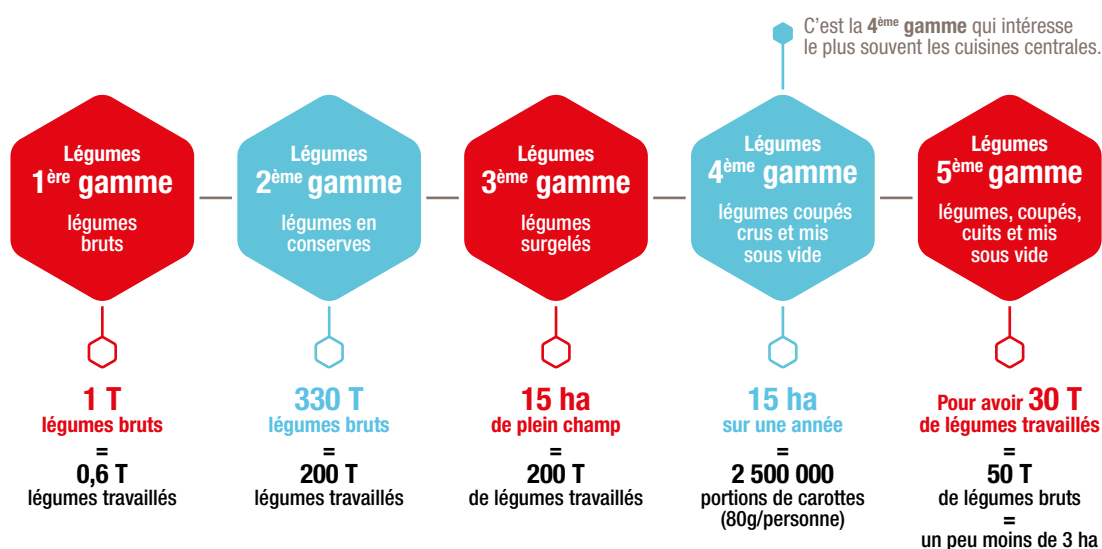 C'est la 4ème gamme qui intéresse
le plus souvent les cuisines centrales.
Légumes
1ère gamme
légumes
bruts
Légumes
2ème gamme
légumes en
conserves
Légumes
3ème gamme
légumes
surgelés
Légumes
4ème gamme
légumes coupés
crus et mis
sous vide
Légumes
5ème gamme
légumes, coupés,
cuits et mis
sous vide
1 T
légumes bruts
=
0,6 T
légumes travaillés
330 T
légumes bruts
=
200 T
légumes travaillés
15 ha
de plein champ
=
200 T
de légumes travaillés
15 ha
sur une année
=
2 500 000
portions de carottes
(80g/personne)
Pour avoir 30 T
de légumes travaillés
=
50 T
de légumes bruts
=
un peu moins de 3 ha